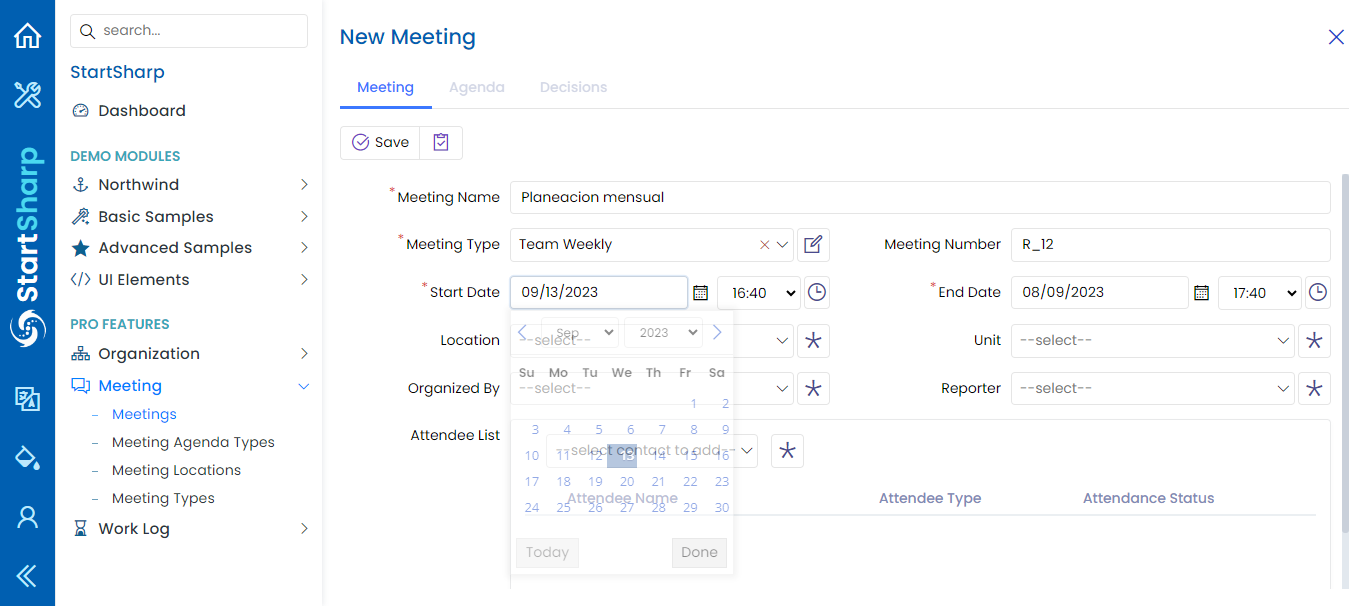 search...
StartSharp
Dashboard
DEMO MODULES
Northwind
Basic Samples
Advanced Samples
UI Elements
PRO FEATURES
Organization
Meeting
Meetings
Meeting Agenda Types
Meeting Locations
Meeting Types
Work Log
StartSharp
New Meeting
Meeting Agenda Decisions
Save
*Meeting Name Planeacion mensual
*Meeting Type Team Weekly Meeting Number R_12
*Start Date 09/13/2023 16:40 *End Date 08/09/2023 17:40
Location --select-- Unit --select--
Organized By --select-- Reporter --select--
Attendee List --select contact to add--
Attendee Name Attendee Type Attendance Status
Sep 2023
Su Mo Tu We Th Fr Sa
1 2
3 4 5 6 7 8 9
10 11 12 13 14 15 16
17 18 19 20 21 22 23
24 25 26 27 28 29 30
Today Done